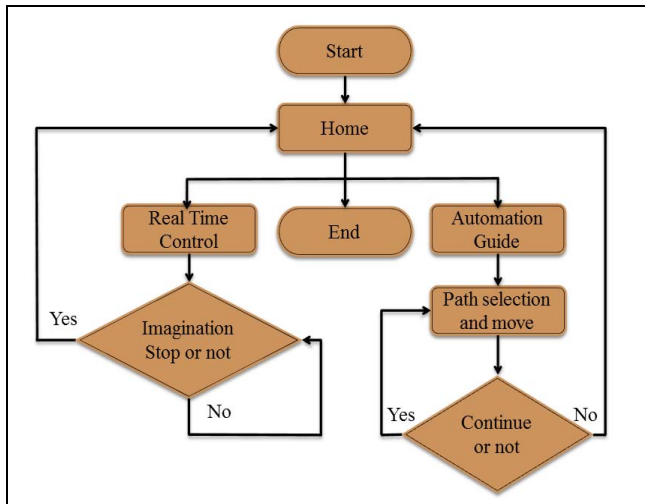 Start
Home
Real Time
Control
End
Automation
Guide
Path selection
and move
Yes
Imagination
Stop or not
No
Yes
Continue
or not
No